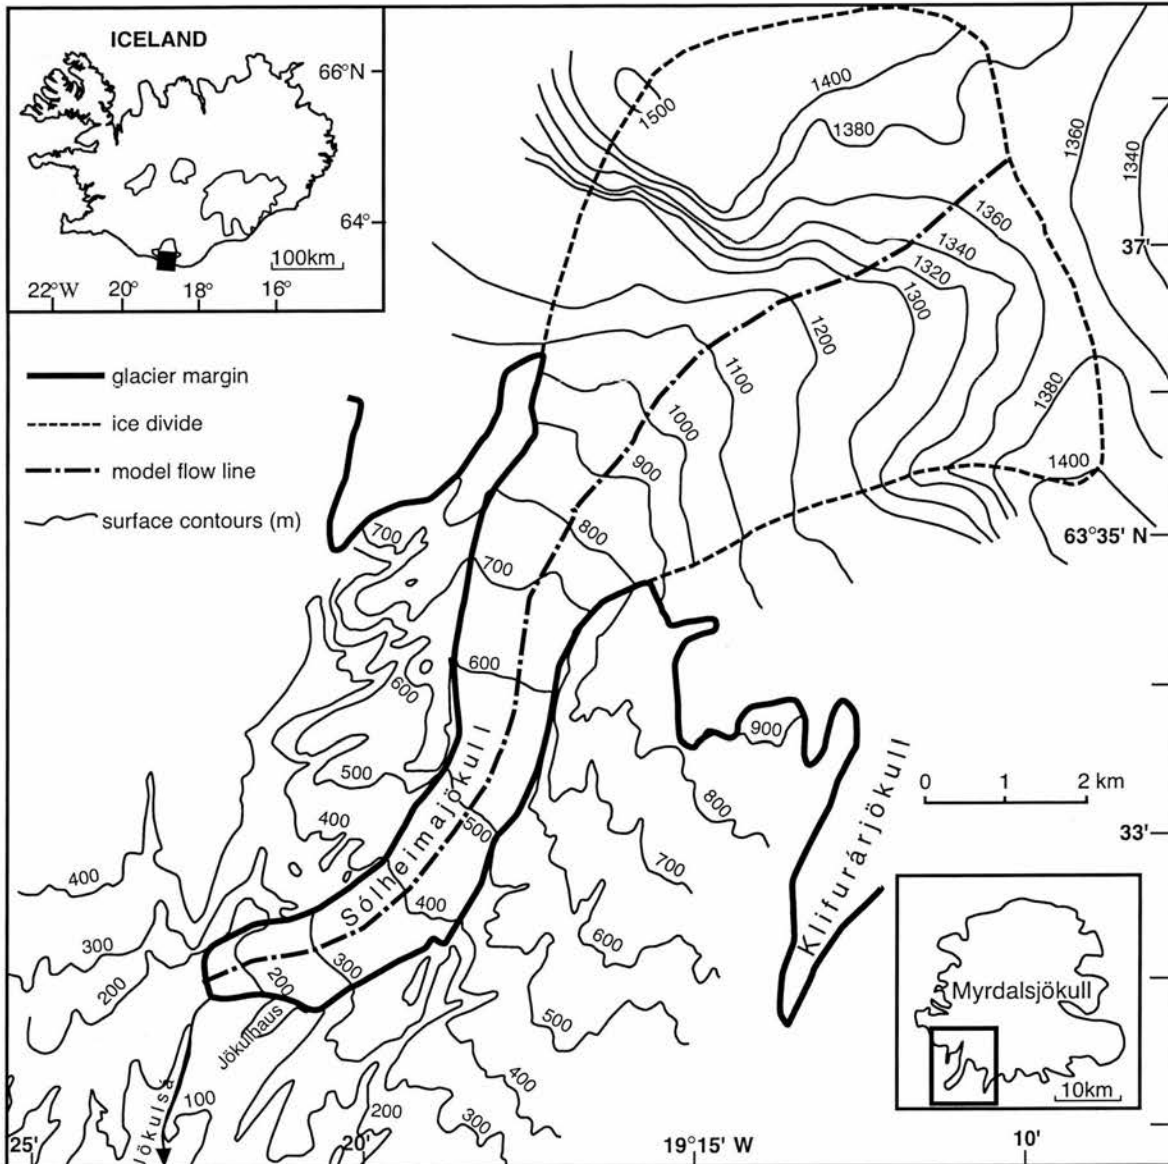 ICELAND
66°N
64°
100km
22°W
20°
18°
16°
glacier margin
ice divide
model flow line
surface contours (m)
1500
1400
1380
1360
1340
1360
1340
1320
1300
1200
1100
1000
900
800
700
1380
1400
37'
63°35' N
33'
700
600
600
500
400
500
400
300
200
400
300
200
100
900
800
700
600
500
400
300
200
Sólheimajökull
Klifurárjökull
Jökulhaus
Jökulsá
0 1 2 km
Myrdalsjökull
10km
25'
20'
19°15' W
10'